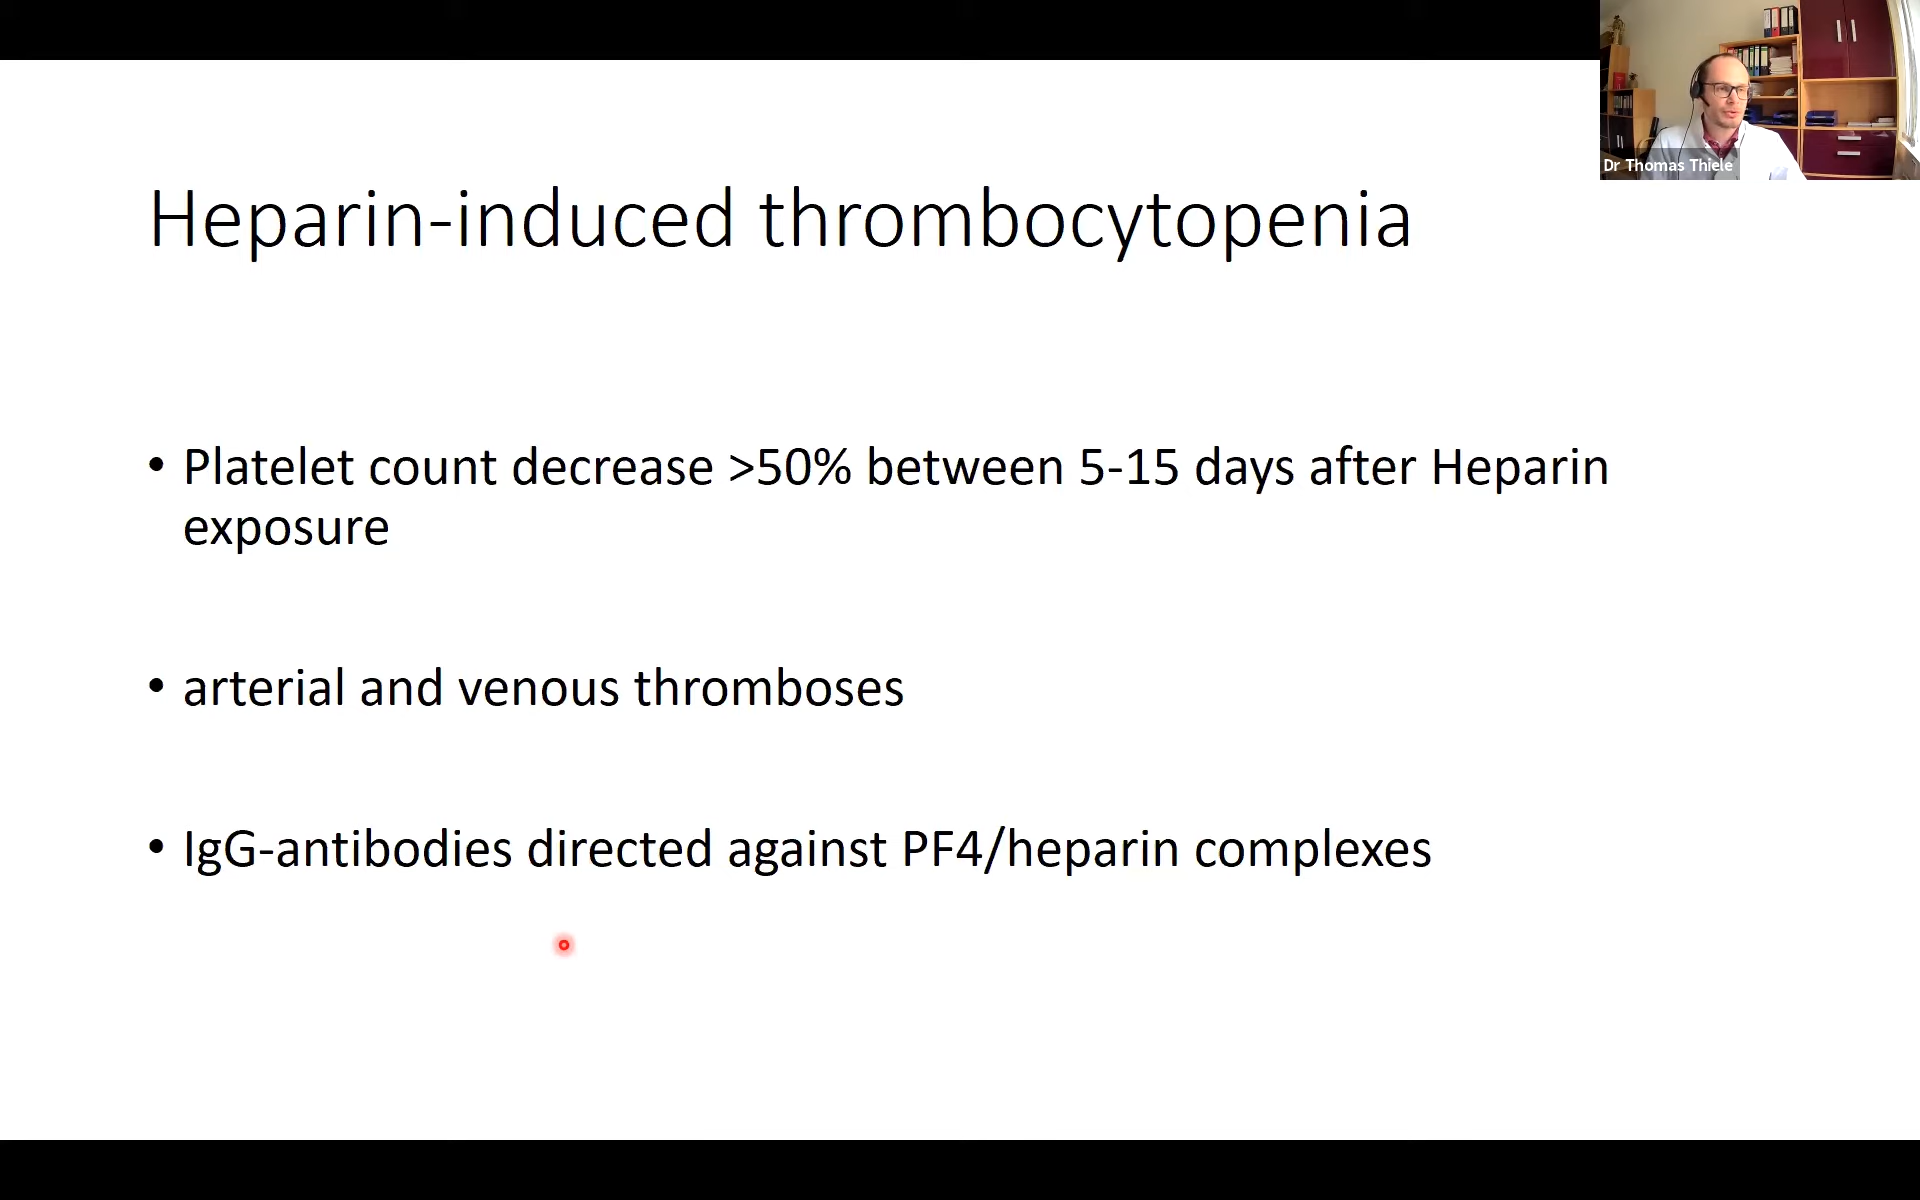 Dr Thomas Thiele
Heparin-induced thrombocytopenia
• Platelet count decrease >50% between 5-15 days after Heparin
exposure
• arterial and venous thromboses
• IgG-antibodies directed against PF4/heparin complexes